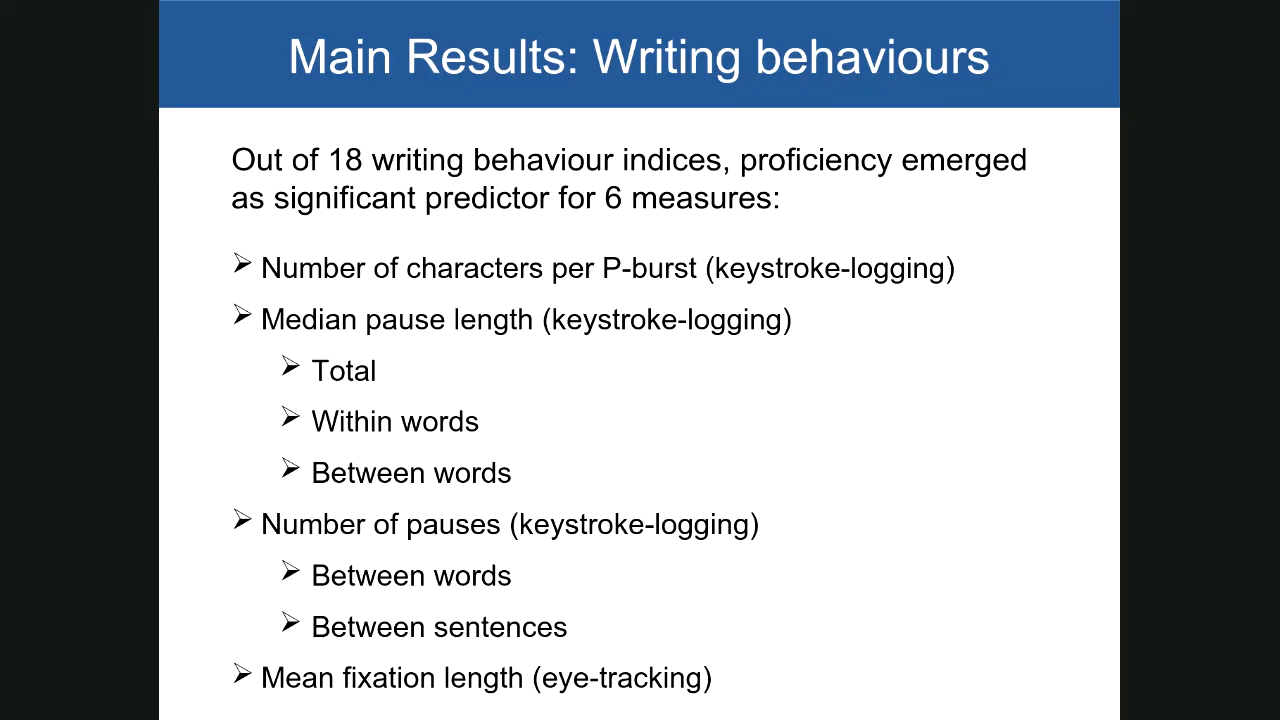 Main Results: Writing behaviours
Out of 18 writing behaviour indices, proficiency emerged
as significant predictor for 6 measures:
Number of characters per P-burst (keystroke-logging)
Median pause length (keystroke-logging)
Total
Within words
Between words
Number of pauses (keystroke-logging)
Between words
Between sentences
Mean fixation length (eye-tracking)